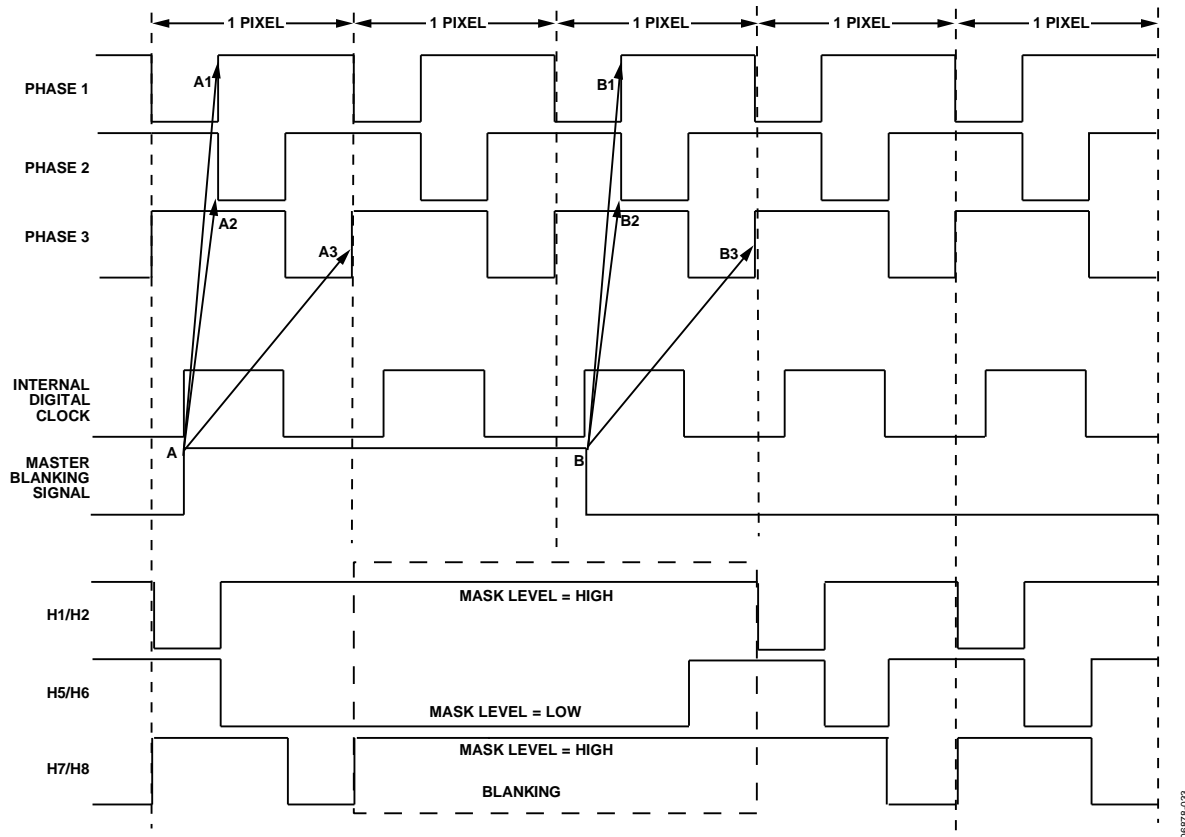 1 PIXEL 1 PIXEL 1 PIXEL 1 PIXEL 1 PIXEL
PHASE 1
A1
B1
PHASE 2
A2
B2
PHASE 3
A3
B3
INTERNAL
DIGITAL
CLOCK
A
B
MASTER
BLANKING
SIGNAL
MASK LEVEL = HIGH
H1/H2
H5/H6
MASK LEVEL = LOW
MASK LEVEL = HIGH
H7/H8
BLANKING
06878-023